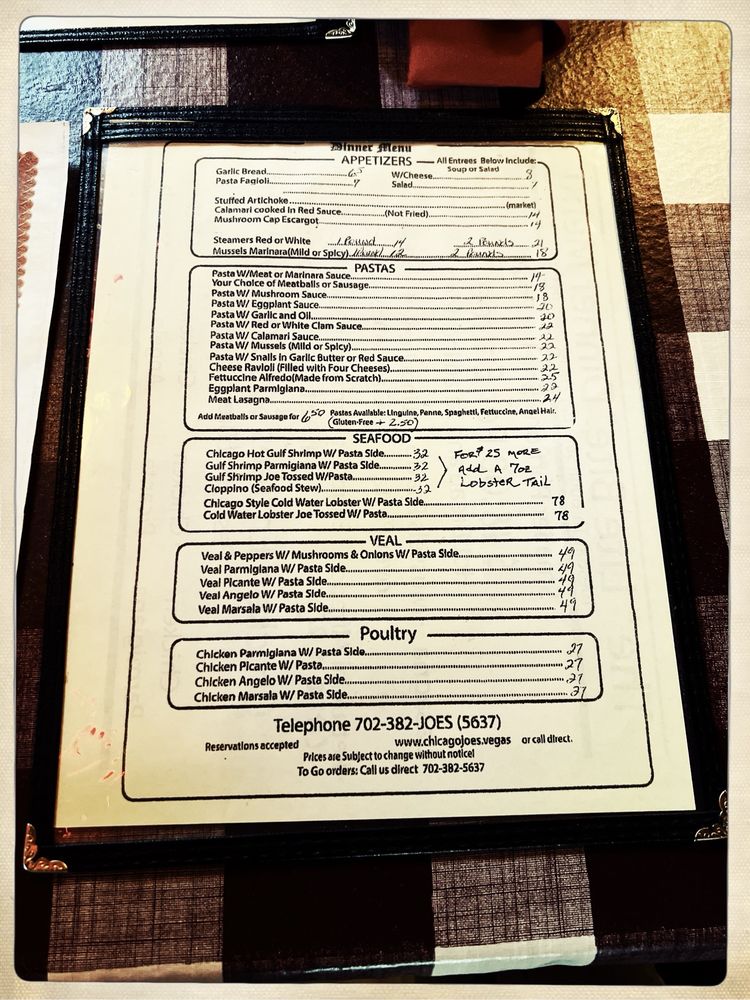 Dinner Menu
APPETIZERS
All Entrees Below Include:
Soup or Salad
Garlic Bread 6⁵
W/Cheese 8
Pasta Fagioli 7
Salad 7
Stuffed Artichoke (market)
Calamari cooked in Red Sauce (Not Fried) 14
Mushroom Cap Escargot 14
Steamers Red or White 1 Pound 14 2 Pounds 21
Mussels Marinara(Mild or Spicy) 1 Pound 12 2 Pounds 18
PASTAS
Pasta W/Meat or Marinara Sauce 14
Your Choice of Meatballs or Sausage 18
Pasta W/ Mushroom Sauce 18
Pasta W/ Eggplant Sauce 20
Pasta W/ Garlic and Oil 20
Pasta W/ Red or White Clam Sauce 22
Pasta W/ Calamari Sauce 22
Pasta W/ Mussels (Mild or Spicy) 22
Pasta W/ Snails in Garlic Butter or Red Sauce 22
Cheese Ravioli (Filled with Four Cheeses) 22
Fettuccine Alfredo(Made from Scratch) 25
Eggplant Parmigiana 22
Meat Lasagna 24
Add Meatballs or Sausage for 6⁵⁰ Pastas Available: Linguine, Penne, Spaghetti, Fettuccine, Angel Hair.
(Gluten-Free + 2.50)
SEAFOOD
Chicago Hot Gulf Shrimp W/ Pasta Side 32
Gulf Shrimp Parmigiana W/ Pasta Side 32
Gulf Shrimp Joe Tossed W/Pasta 32
Cioppino (Seafood Stew) 32
FOR $25 MORE
ADD A 7oz
LOBSTER TAIL
Chicago Style Cold Water Lobster W/ Pasta Side 78
Cold Water Lobster Joe Tossed W/ Pasta 78
VEAL
Veal & Peppers W/ Mushrooms & Onions W/ Pasta Side 49
Veal Parmigiana W/ Pasta Side 49
Veal Picante W/ Pasta Side 49
Veal Angelo W/ Pasta Side 49
Veal Marsala W/ Pasta Side 49
Poultry
Chicken Parmigiana W/ Pasta Side 27
Chicken Picante W/ Pasta 27
Chicken Angelo W/ Pasta Side 27
Chicken Marsala W/ Pasta Side 27
Telephone 702-382-JOES (5637)
Reservations accepted www.chicagojoes.vegas or call direct.
Prices are Subject to change without notice!
To Go orders: Call us direct 702-382-5637